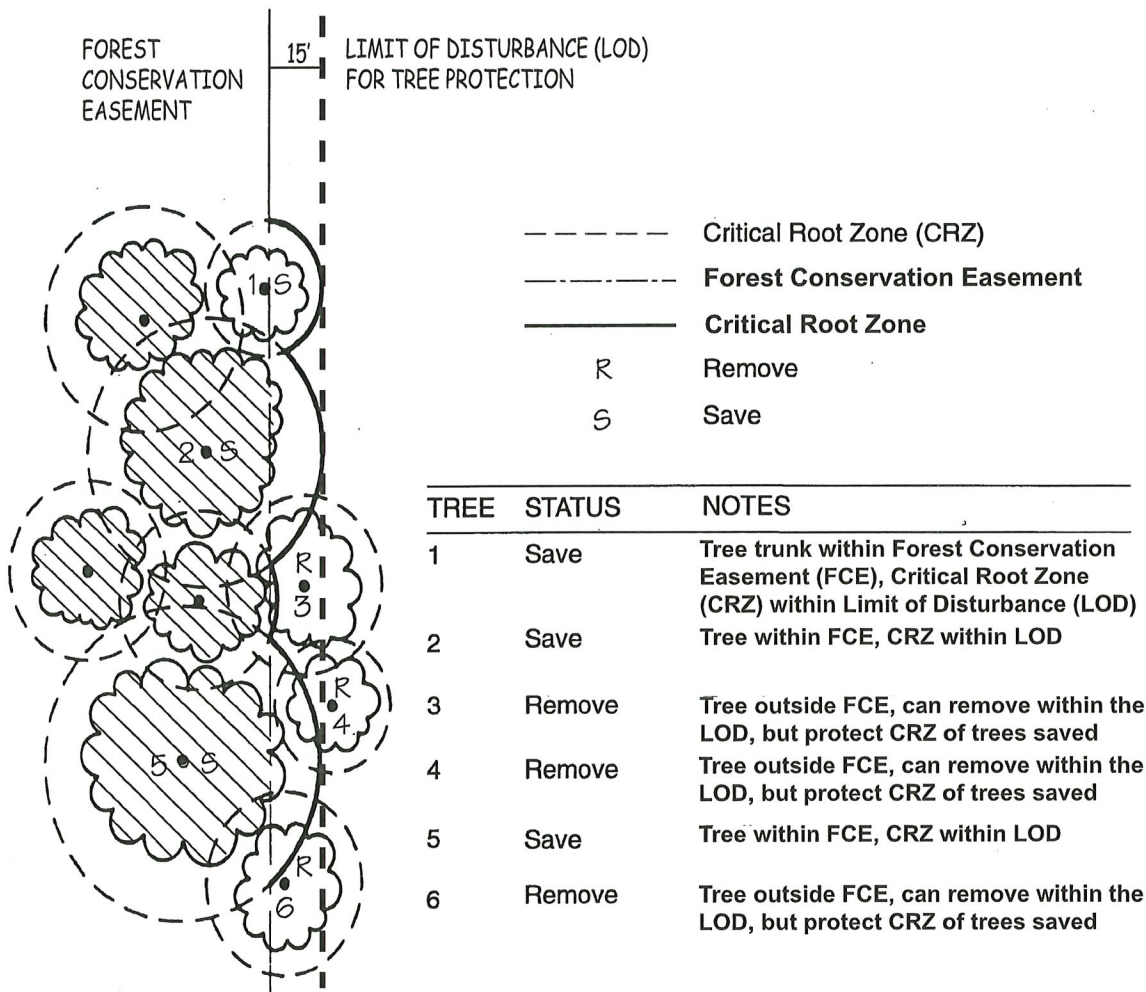 FOREST
CONSERVATION
EASEMENT
15'
LIMIT OF DISTURBANCE (LOD)
FOR TREE PROTECTION
1 S
2 S
R
3
R
4.
5 S
R
6
Critical Root Zone (CRZ)
Forest Conservation Easement
Critical Root Zone
R Remove
S Save
TREE STATUS NOTES
1 Save Tree trunk within Forest Conservation
Easement (FCE), Critical Root Zone
(CRZ) within Limit of Disturbance (LOD)
2 Save Tree within FCE, CRZ within LOD
3 Remove Tree outside FCE, can remove within the
LOD, but protect CRZ of trees saved
4 Remove Tree outside FCE, can remove within the
LOD, but protect CRZ of trees saved
5 Save Tree within FCE, CRZ within LOD
6 Remove Tree outside FCE, can remove within the
LOD, but protect CRZ of trees saved